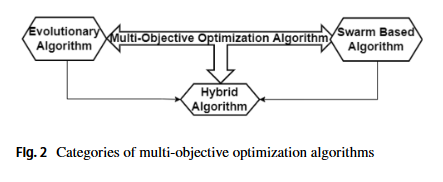 Evolutionary
Algorithm
Multi-Objective Optimization Algorithm
Swarm Based
Algorithm
Hybrid
Algorithm
Fig. 2 Categories of multi-objective optimization algorithms